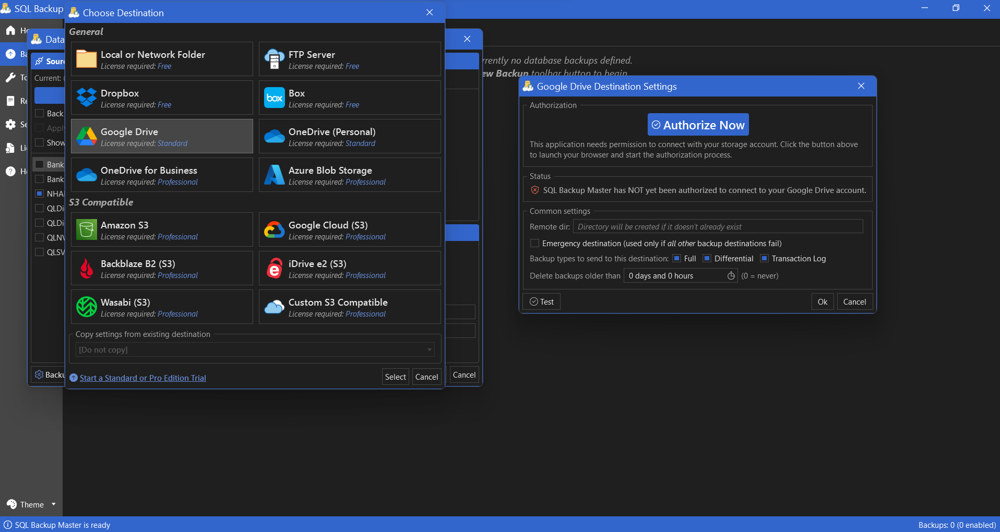 SQL Backup
Choose Destination
General
Local or Network Folder
License required: Free
FTP Server
License required: Free
Dropbox
License required: Free
box
Box
License required: Free
Google Drive
License required: Standard
OneDrive (Personal)
License required: Standard
OneDrive for Business
License required: Professional
Azure Blob Storage
License required: Professional
S3 Compatible
Amazon S3
License required: Professional
Google Cloud (S3)
License required: Professional
Backblaze B2 (S3)
License required: Professional
iDrive e2 (S3)
License required: Professional
Wasabi (S3)
License required: Professional
Custom S3 Compatible
License required: Professional
Copy settings from existing destination
[Do not copy]
Start a Standard or Pro Edition Trial
Select
Cancel
Data
Sour
Current: (
Back
Appl
Show
Bank
Bank
NHA
QLDi
QLDi
QLNV
QLSV
Backu
Cancel
Ho
Ba
To
Re
Se
Li
He
rrently no database backups defined.
ew Backup toolbar button to begin
Google Drive Destination Settings
Authorization
Authorize Now
This application needs permission to connect with your storage account. Click the button above
to launch your browser and start the authorization process.
Status
SQL Backup Master has NOT yet been authorized to connect to your Google Drive account.
Common settings
Remote dir: Directory will be created if it doesn't already exist
Emergency destination (used only if all other backup destinations fail)
Backup types to send to this destination: Full Differential Transaction Log
Delete backups older than 0 days and 0 hours (0 = never)
Test
Ok
Cancel
Theme
SQL Backup Master is ready
Backups: 0 (0 enabled)